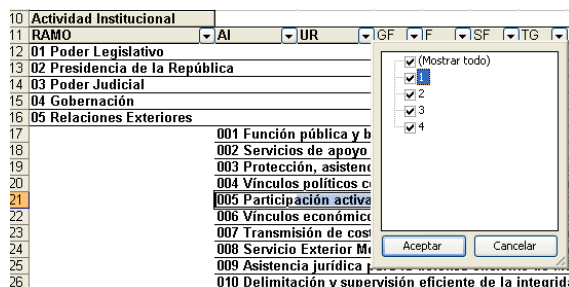 10 Actividad Institucional
11 RAMO AI UR GF F SF TG
12 01 Poder Legislativo
13 02 Presidencia de la República
14 03 Poder Judicial
15 04 Gobernación
16 05 Relaciones Exteriores
17 001 Función pública y b
18 002 Servicios de apoyo
19 003 Protección, asistenc
20 004 Vínculos políticos
21 005 Participación activa
22 006 Vínculos económico
23 007 Transmisión de cos
24 008 Servicio Exterior M
25 009 Asistencia jurídica
26 010 Delimitación y supervisión eficiente de la integrida
(Mostrar todo)
1
2
3
4
Aceptar Cancelar